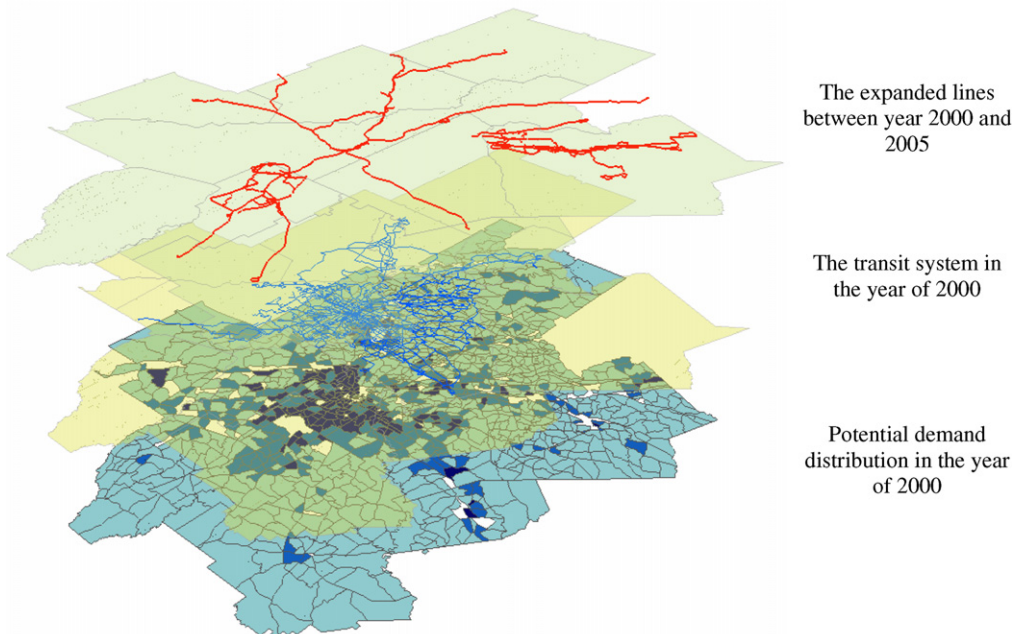 The expanded lines
between year 2000 and
2005
The transit system in
the year of 2000
Potential demand
distribution in the year
of 2000